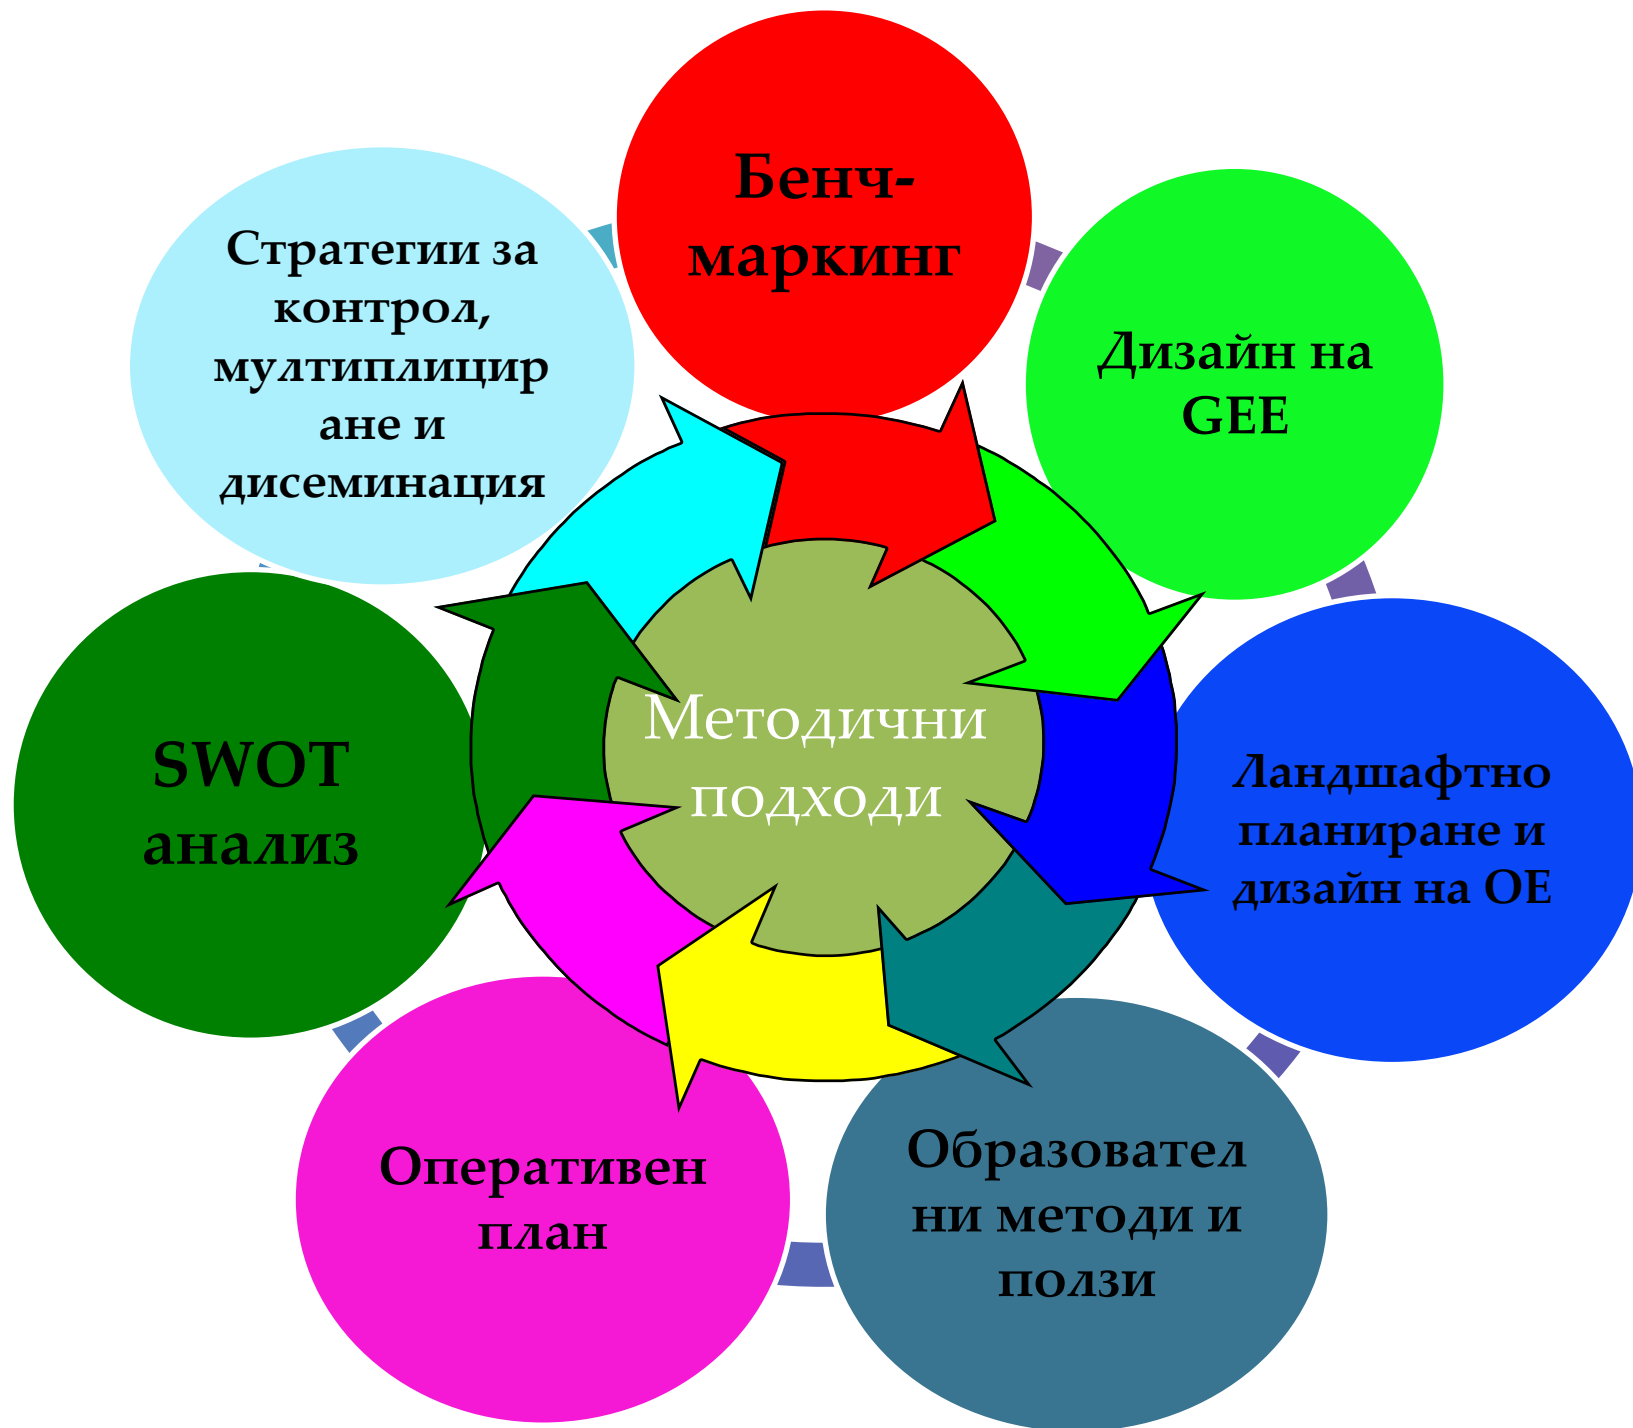 Бенч-
маркинг
Дизайн на
GEE
Ландшафтно
планиране и
дизайн на ОЕ
Образовател
ни методи и
ползи
Оперативен
план
SWOT
анализ
Стратегии за
контрол,
мултиплицир
ане и
дисеминация
Методични
подходи